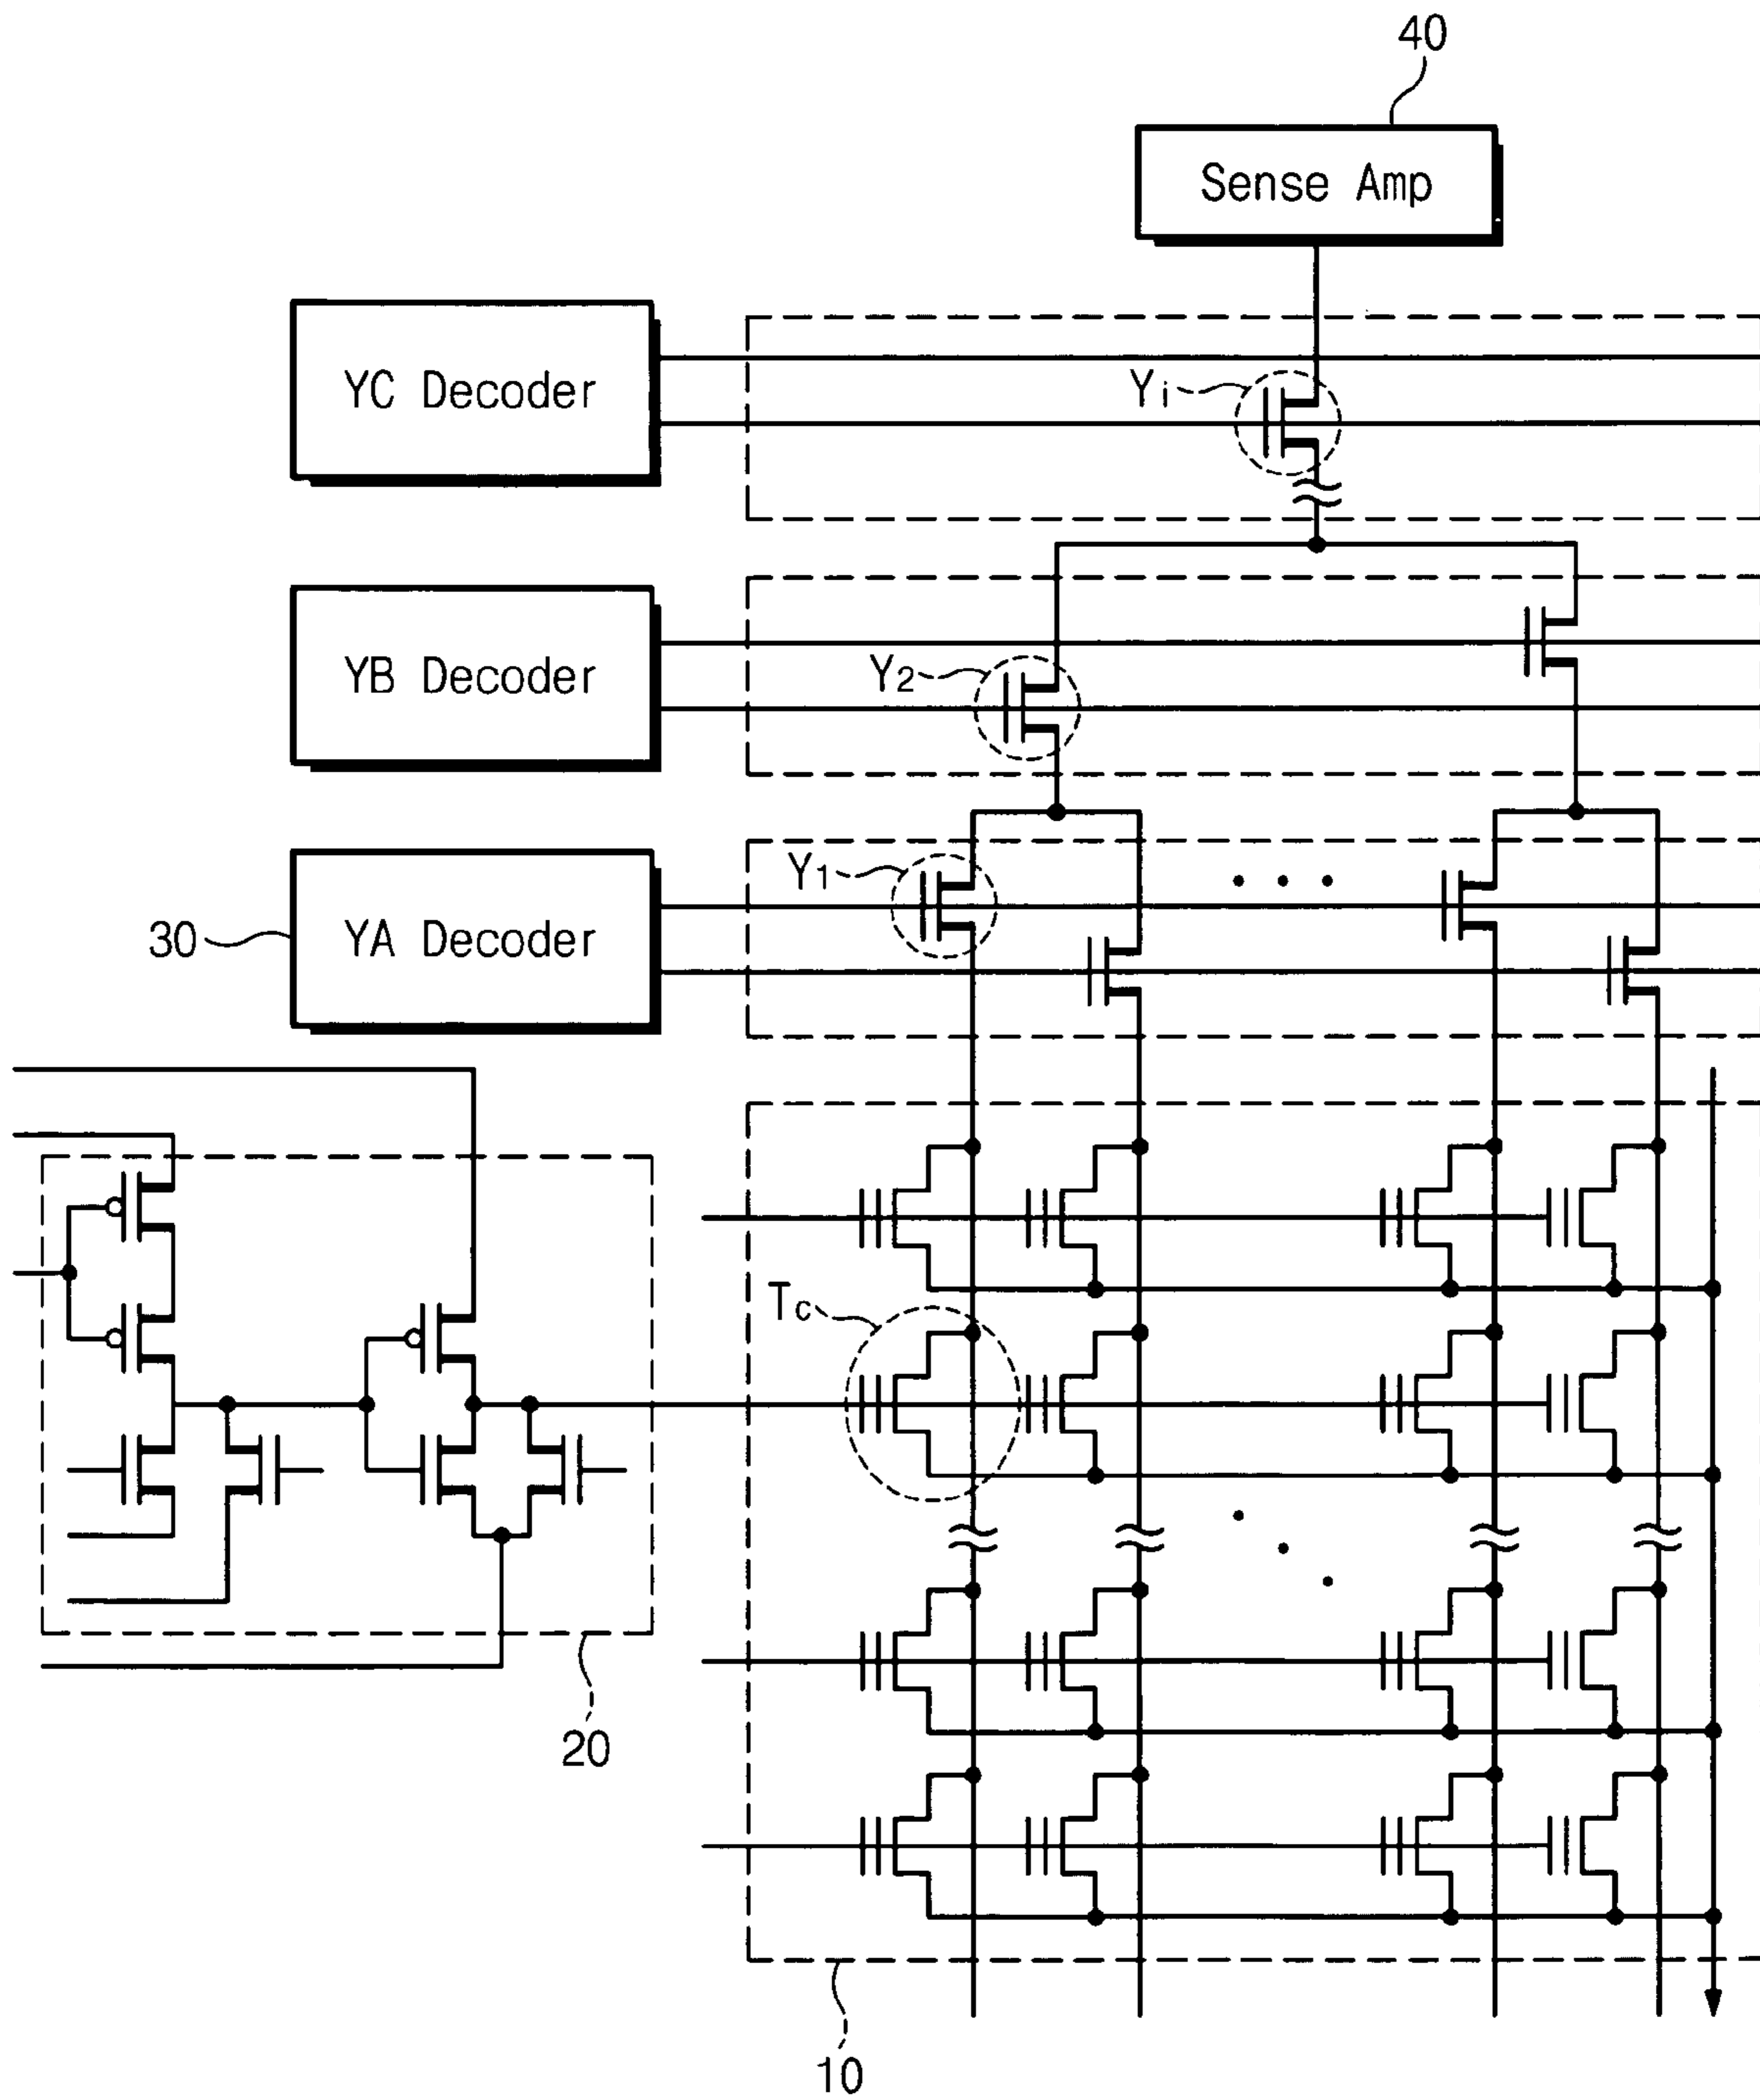 40
Sense Amp
YC Decoder
Yi
YB Decoder
Y2
Y1
30
YA Decoder
Tc
20
10